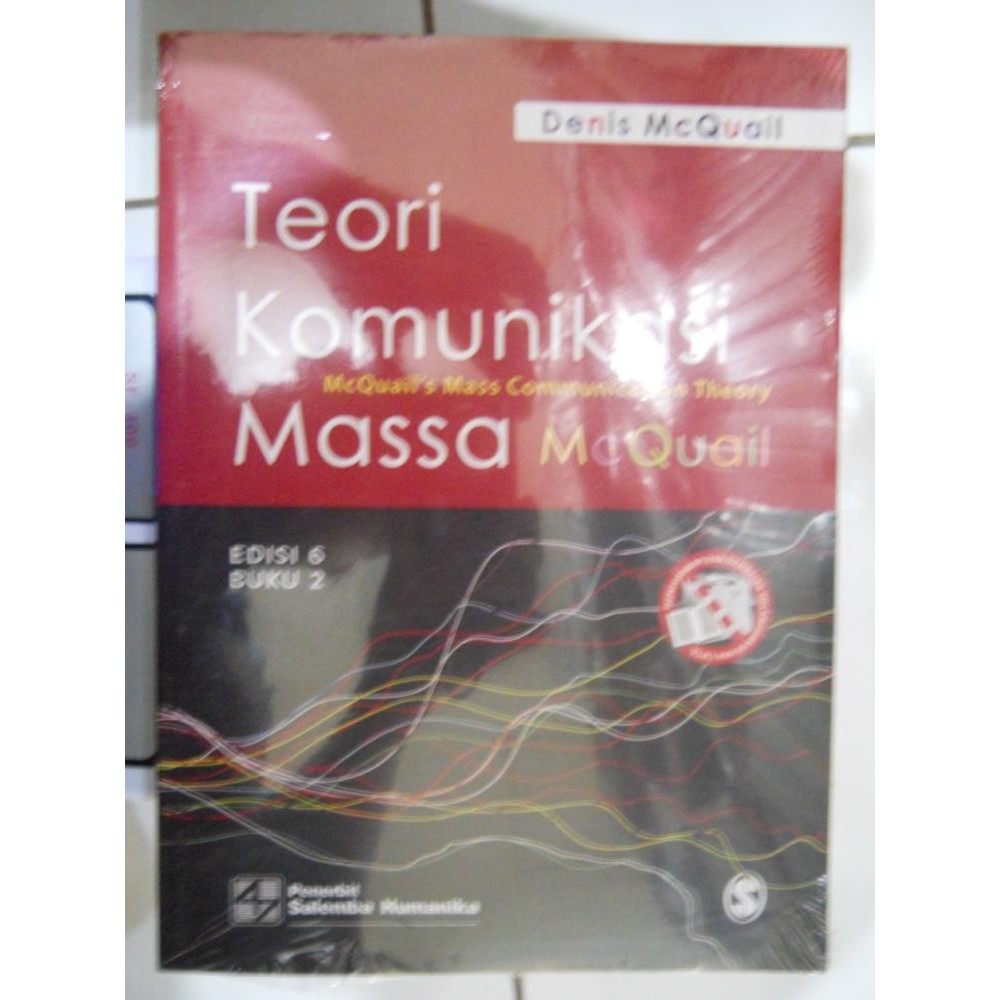 Denis McQuail
Teori
Komunikasi
McQuail's Mass Communication Theory
Massa McQuail
EDISI 6
BUKU 2
Penerbit
Salemba Humanika
S